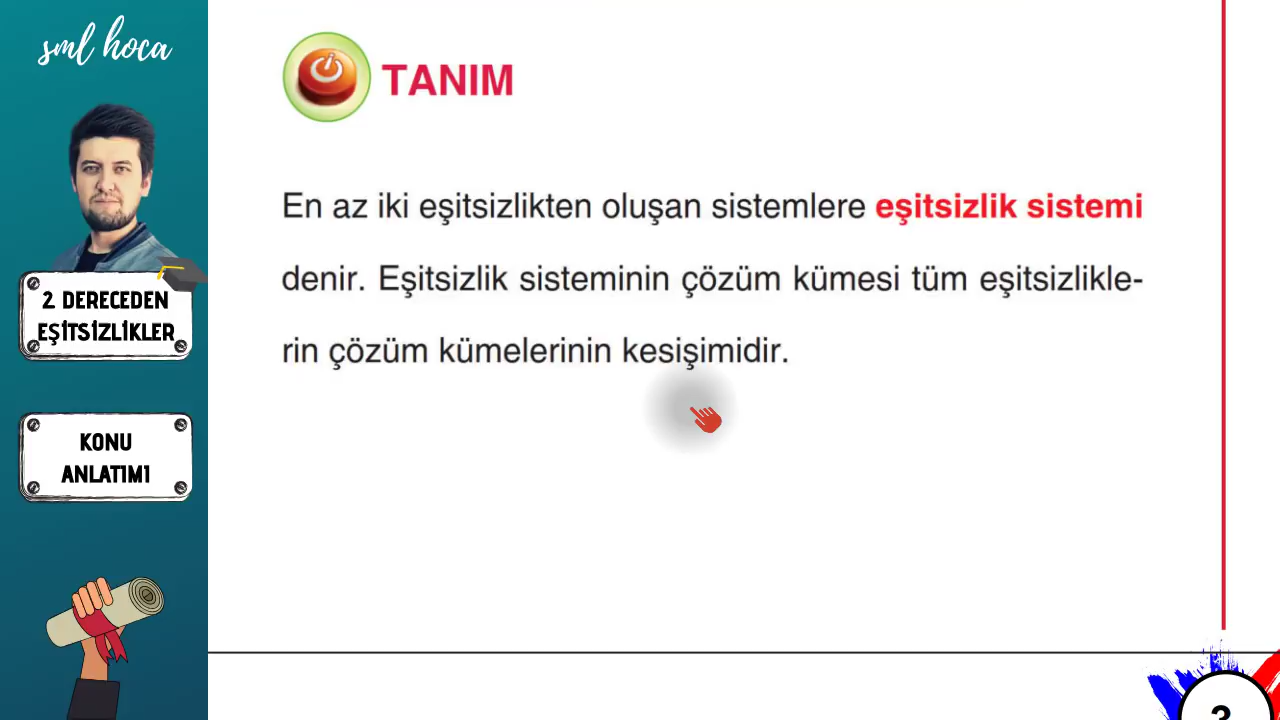 sml hoca
2. DERECEDEN
EŞİTSİZLİKLER
KONU
ANLATIMI
TANIM
En az iki eşitsizlikten oluşan sistemlere eşitsizlik sistemi
denir. Eşitsizlik sisteminin çözüm kümesi tüm eşitsizlikle-
rin çözüm kümelerinin kesişimidir.